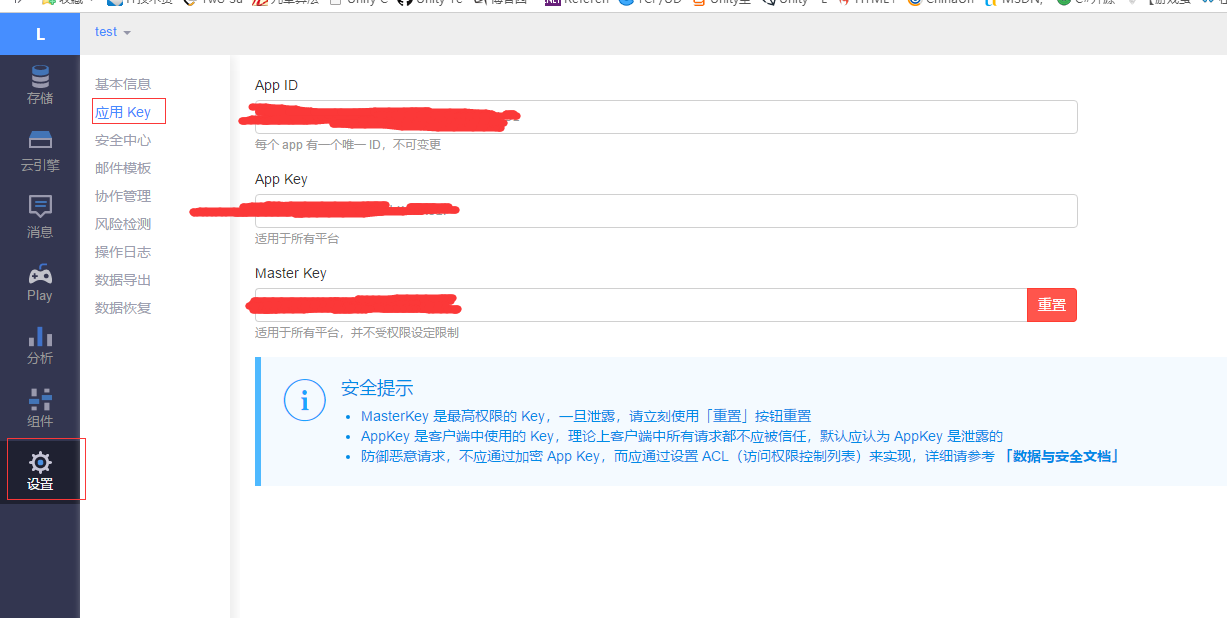 L
test
存储
云引擎
消息
Play
分析
组件
设置
基本信息
应用 Key
安全中心
邮件模板
协作管理
风险检测
操作日志
数据导出
数据恢复
App ID
每个 app 有一个唯一 ID，不可变更
App Key
适用于所有平台
Master Key
重置
适用于所有平台，并不受权限设定限制
安全提示
MasterKey 是最高权限的 Key，一旦泄露，请立刻使用「重置」按钮重置
AppKey 是客户端中使用的 Key，理论上客户端中所有请求都不应被信任，默认应认为 AppKey 是泄露的
防御恶意请求，不应通过加密 App Key，而应通过设置 ACL（访问权限控制列表）来实现，详细请参考 「数据与安全文档」